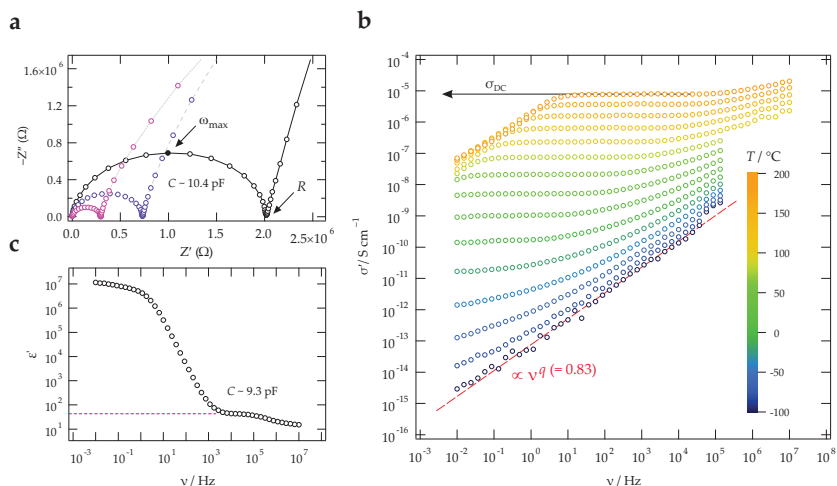 a
1.6×10⁶
1.2
0.8
0.4
0.0
−Z″ (Ω)
ω_max
C ~ 10.4 pF
R
0.0 0.5 1.0 1.5 2.0 2.5×10⁶
Z′ (Ω)
c
10⁷
10⁶
10⁵
10⁴
10³
10²
10¹
ε′
C ~ 9.3 pF
10⁻³ 10⁻¹ 10¹ 10³ 10⁵ 10⁷
ν / Hz
b
10⁻⁴
10⁻⁵
10⁻⁶
10⁻⁷
10⁻⁸
10⁻⁹
10⁻¹⁰
10⁻¹¹
10⁻¹²
10⁻¹³
10⁻¹⁴
10⁻¹⁵
10⁻¹⁶
σ′/ S cm⁻¹
σ_DC
∝ ν^q (= 0.83)
T / °C
200
150
100
50
0
-50
-100
10⁻³ 10⁻² 10⁻¹ 10⁰ 10¹ 10² 10³ 10⁴ 10⁵ 10⁶ 10⁷ 10⁸
ν / Hz